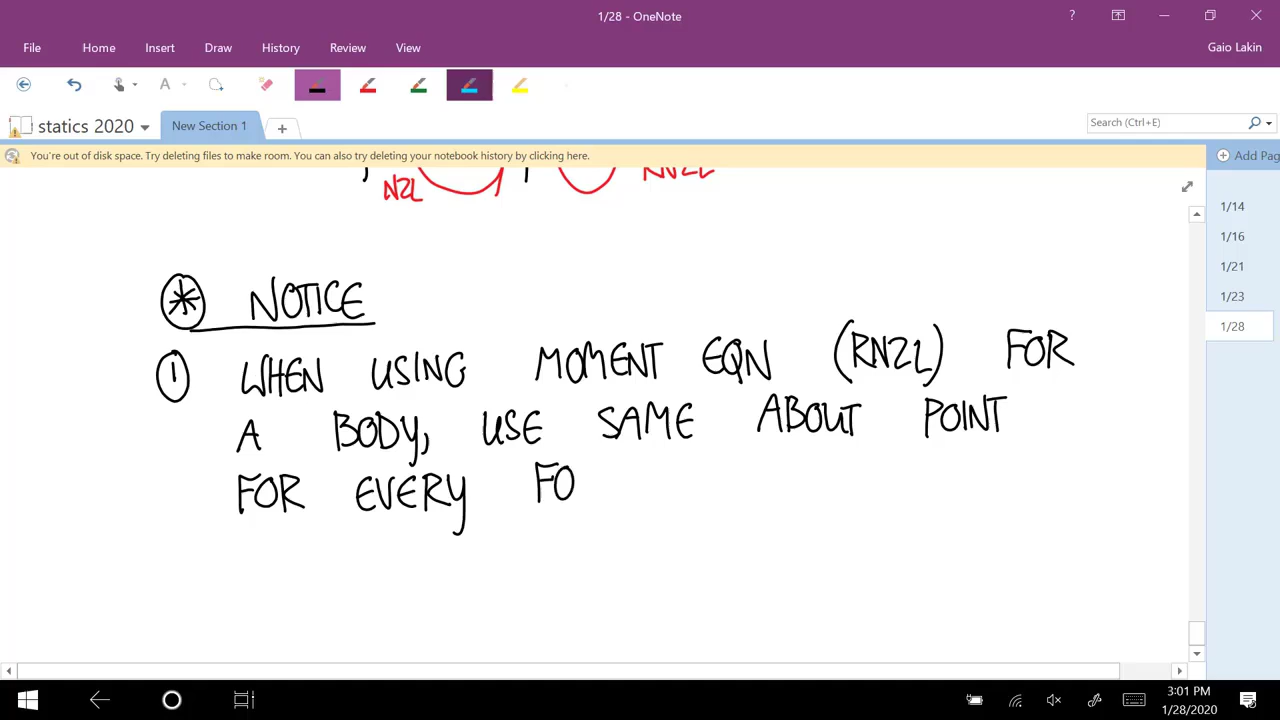 1/28 - OneNote
?
File Home Insert Draw History Review View Gaio Lakin
A
statics 2020 New Section 1 + Search (Ctrl+E)
You're out of disk space. Try deleting files to make room. You can also try deleting your notebook history by clicking here.
Add Pag
1/14
1/16
1/21
1/23
1/28
N2L RN2L
* NOTICE
1 WHEN USING MOMENT EQN (RN2L) FOR
A BODY, USE SAME ABOUT POINT
FOR EVERY FO
3:01 PM
1/28/2020